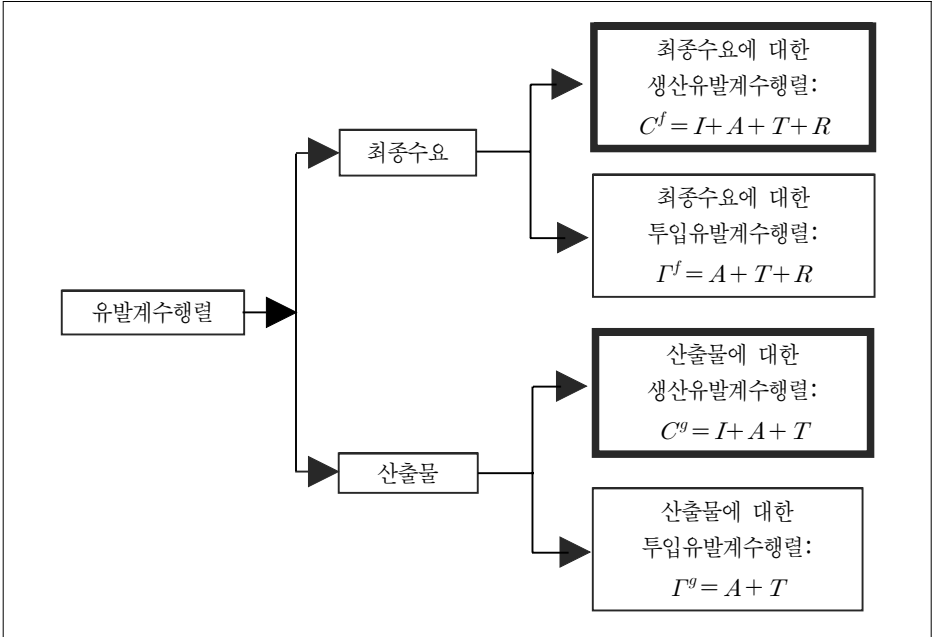 최종수요에 대한
생산유발계수행렬:
C^f = I + A + T + R
최종수요
최종수요에 대한
투입유발계수행렬:
Γ^f = A + T + R
유발계수행렬
산출물에 대한
생산유발계수행렬:
C^g = I + A + T
산출물
산출물에 대한
투입유발계수행렬:
Γ^g = A + T